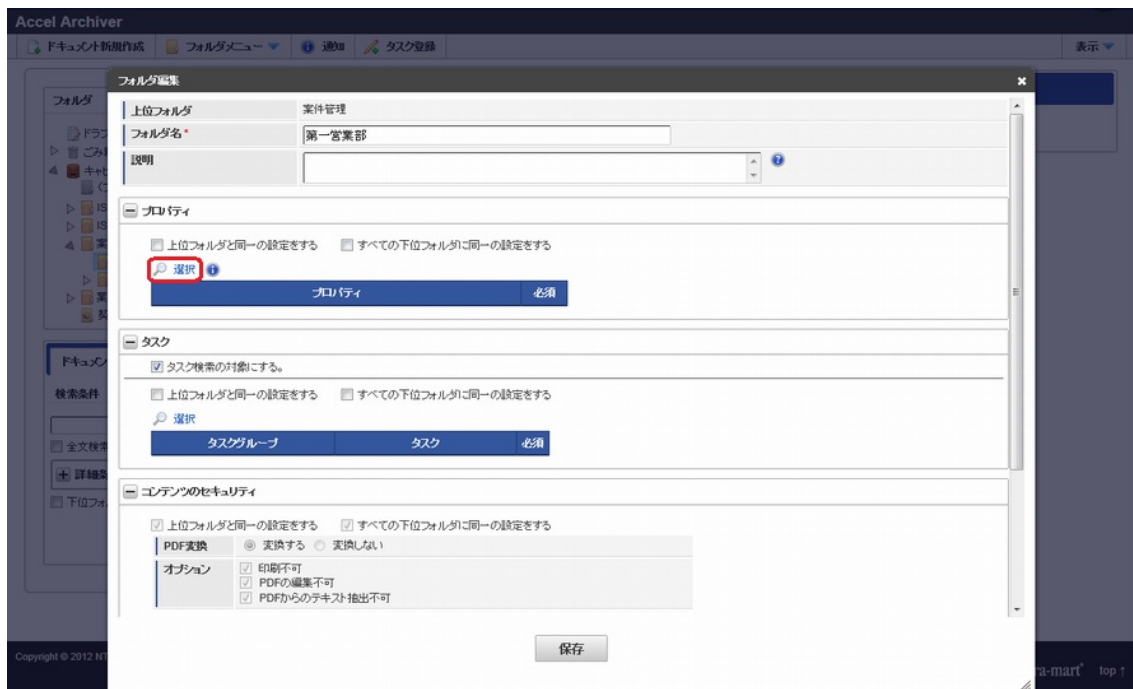 Accel Archiver
ドキュメント新規作成 フォルダメニュー 通知 タスク登録 表示
フォルダ編集
フォルダ
上位フォルダ 案件管理
フォルダ名* 第一営業部
説明
プロパティ
上位フォルダと同一の設定をする すべての下位フォルダに同一の設定をする
選択
プロパティ 必須
タスク
タスク検索の対象にする。
検索条件
上位フォルダと同一の設定をする すべての下位フォルダに同一の設定をする
選択
タスクグループ タスク 必須
全文検索
コンテンツのセキュリティ
上位フォルダと同一の設定をする すべての下位フォルダに同一の設定をする
PDF変換 変換する 変換しない
オプション 印刷不可
PDFの編集不可
PDFからのテキスト抽出不可
保存
Copyright © 2012 NT
ra-mart top ↑